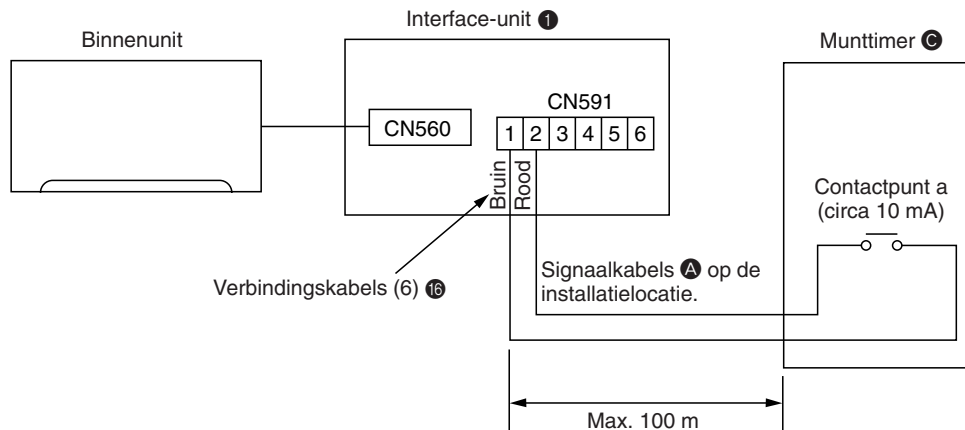 Interface-unit ❶
Binnenunit
Munttimer Ⓒ
CN591
CN560
1 2 3 4 5 6
Bruin
Rood
Contactpunt a
(circa 10 mA)
Signaalkabels Ⓐ op de
installatielocatie.
Verbindingskabels (6) ⓰
Max. 100 m